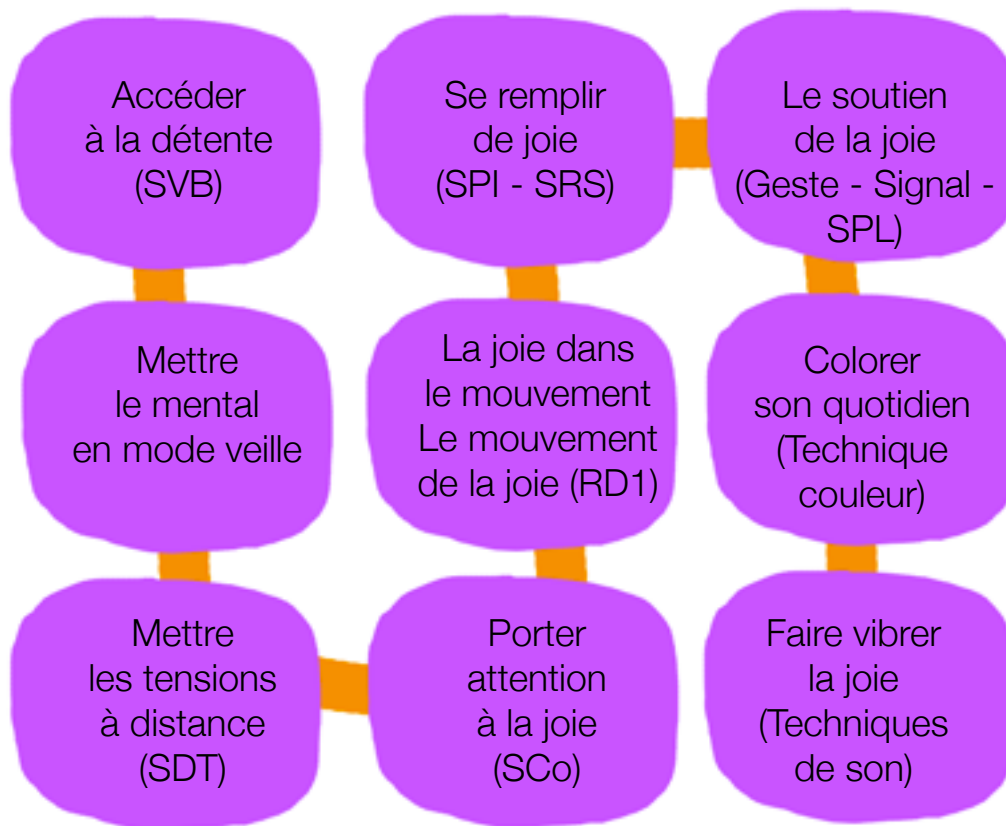 Accéder
à la détente
(SVB)
Se remplir
de joie
(SPI - SRS)
Le soutien
de la joie
(Geste - Signal -
SPL)
Mettre
le mental
en mode veille
La joie dans
le mouvement
Le mouvement
de la joie (RD1)
Colorer
son quotidien
(Technique
couleur)
Mettre
les tensions
à distance
(SDT)
Porter
attention
à la joie
(SCo)
Faire vibrer
la joie
(Techniques
de son)